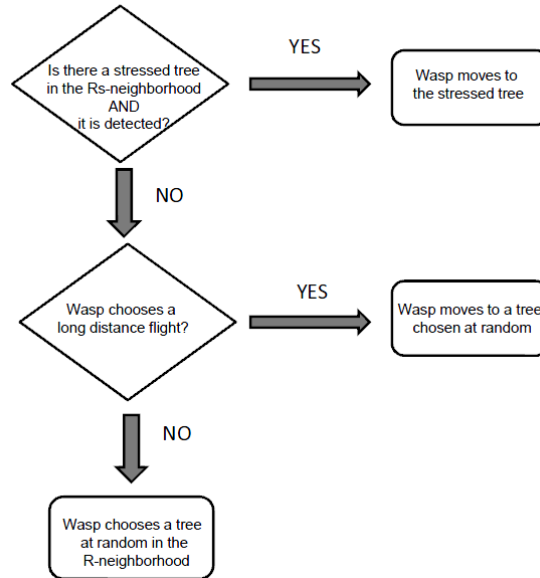 Is there a stressed tree
in the Rs-neighborhood
AND
it is detected?
YES
Wasp moves to
the stressed tree
NO
Wasp chooses a
long distance flight?
YES
Wasp moves to a tree
chosen at random
NO
Wasp chooses a tree
at random in the
R-neighborhood